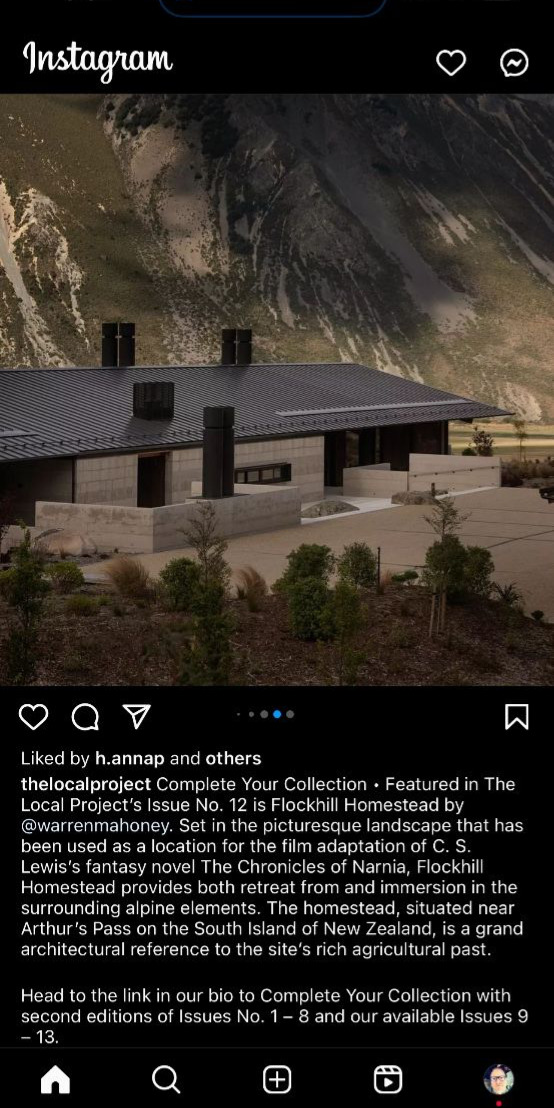 Instagram
Liked by h.annap and others
thelocalproject Complete Your Collection • Featured in The
Local Project's Issue No. 12 is Flockhill Homestead by
@warrenmahoney. Set in the picturesque landscape that has
been used as a location for the film adaptation of C. S.
Lewis's fantasy novel The Chronicles of Narnia, Flockhill
Homestead provides both retreat from and immersion in the
surrounding alpine elements. The homestead, situated near
Arthur's Pass on the South Island of New Zealand, is a grand
architectural reference to the site's rich agricultural past.
Head to the link in our bio to Complete Your Collection with
second editions of Issues No. 1 – 8 and our available Issues 9
– 13.